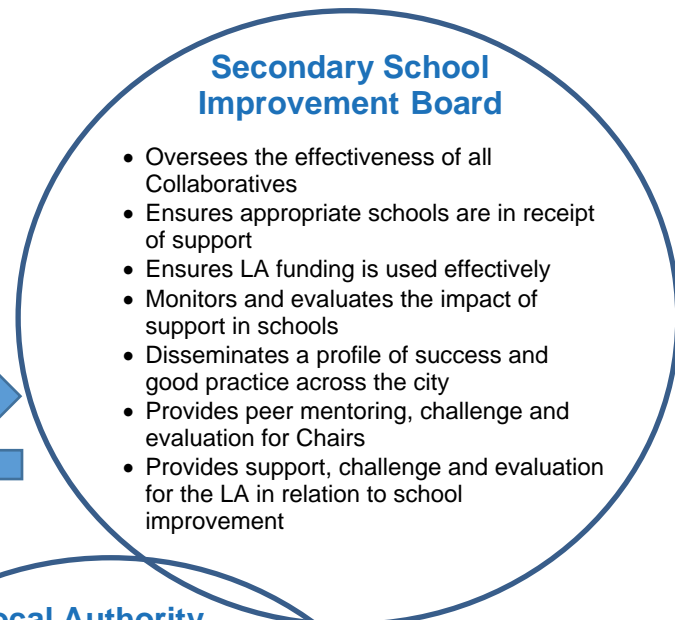 Secondary School
Improvement Board
• Oversees the effectiveness of all
Collaboratives
• Ensures appropriate schools are in receipt
of support
• Ensures LA funding is used effectively
• Monitors and evaluates the impact of
support in schools
• Disseminates a profile of success and
good practice across the city
• Provides peer mentoring, challenge and
evaluation for Chairs
• Provides support, challenge and evaluation
for the LA in relation to school
improvement
Authority